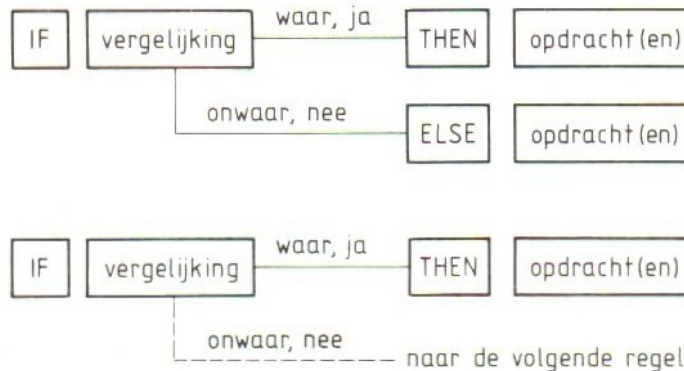 waar, ja
IF vergelijking THEN opdracht(en)
onwaar, nee
ELSE opdracht(en)
waar, ja
IF vergelijking THEN opdracht(en)
onwaar, nee
naar de volgende regel